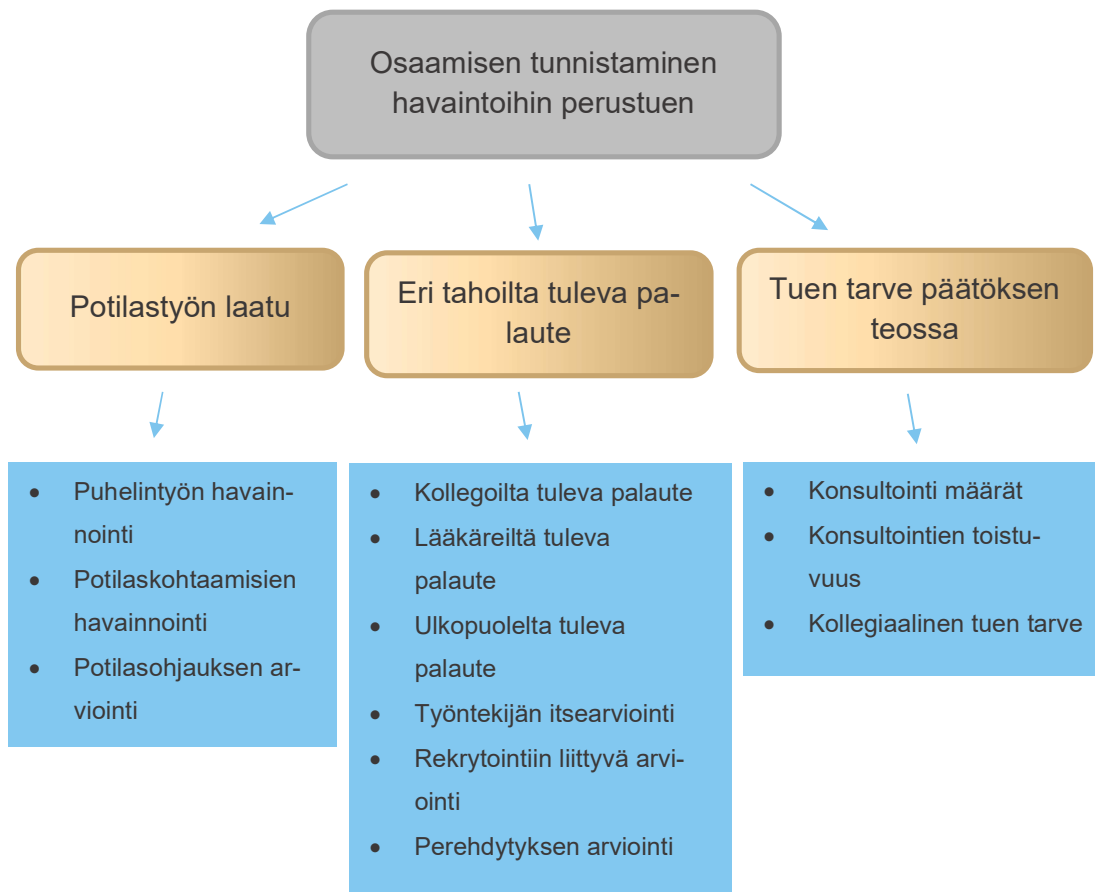 Osaamisen tunnistaminen
havaintoihin perustuen
Potilastyön laatu
Eri tahoilta tuleva pa-
laute
Tuen tarve päätöksen
teossa
• Puhelintyön havain-
nointi
• Potilaskohtaamisien
havainnointi
• Potilasohjauksen ar-
viointi
• Kollegoilta tuleva palaute
• Lääkäreiltä tuleva
palaute
• Ulkopuolelta tuleva
palaute
• Työntekijän itsearviointi
• Rekrytointiin liittyvä arvi-
ointi
• Perehdytyksen arviointi
• Konsultointi määrät
• Konsultointien toistu-
vuus
• Kollegiaalinen tuen tarve